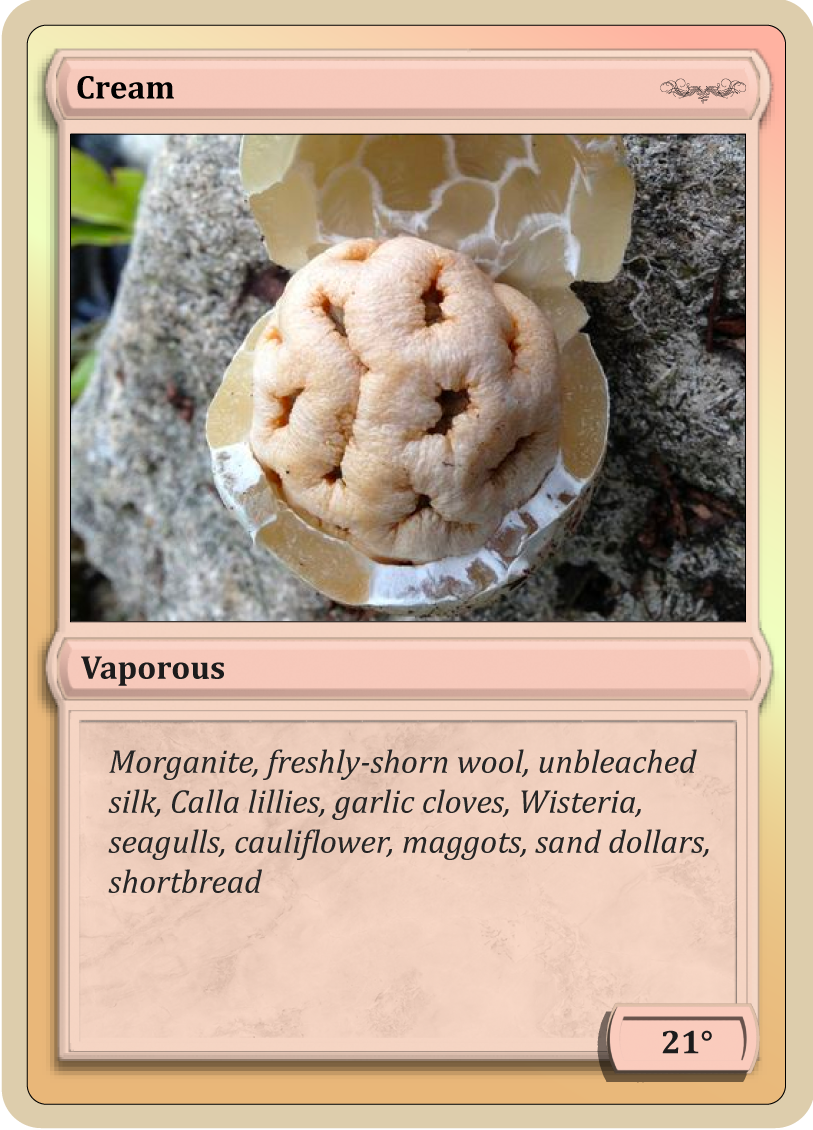 Cream
Vaporous
Morganite, freshly-shorn wool, unbleached
silk, Calla lillies, garlic cloves, Wisteria,
seagulls, cauliflower, maggots, sand dollars,
shortbread
21°